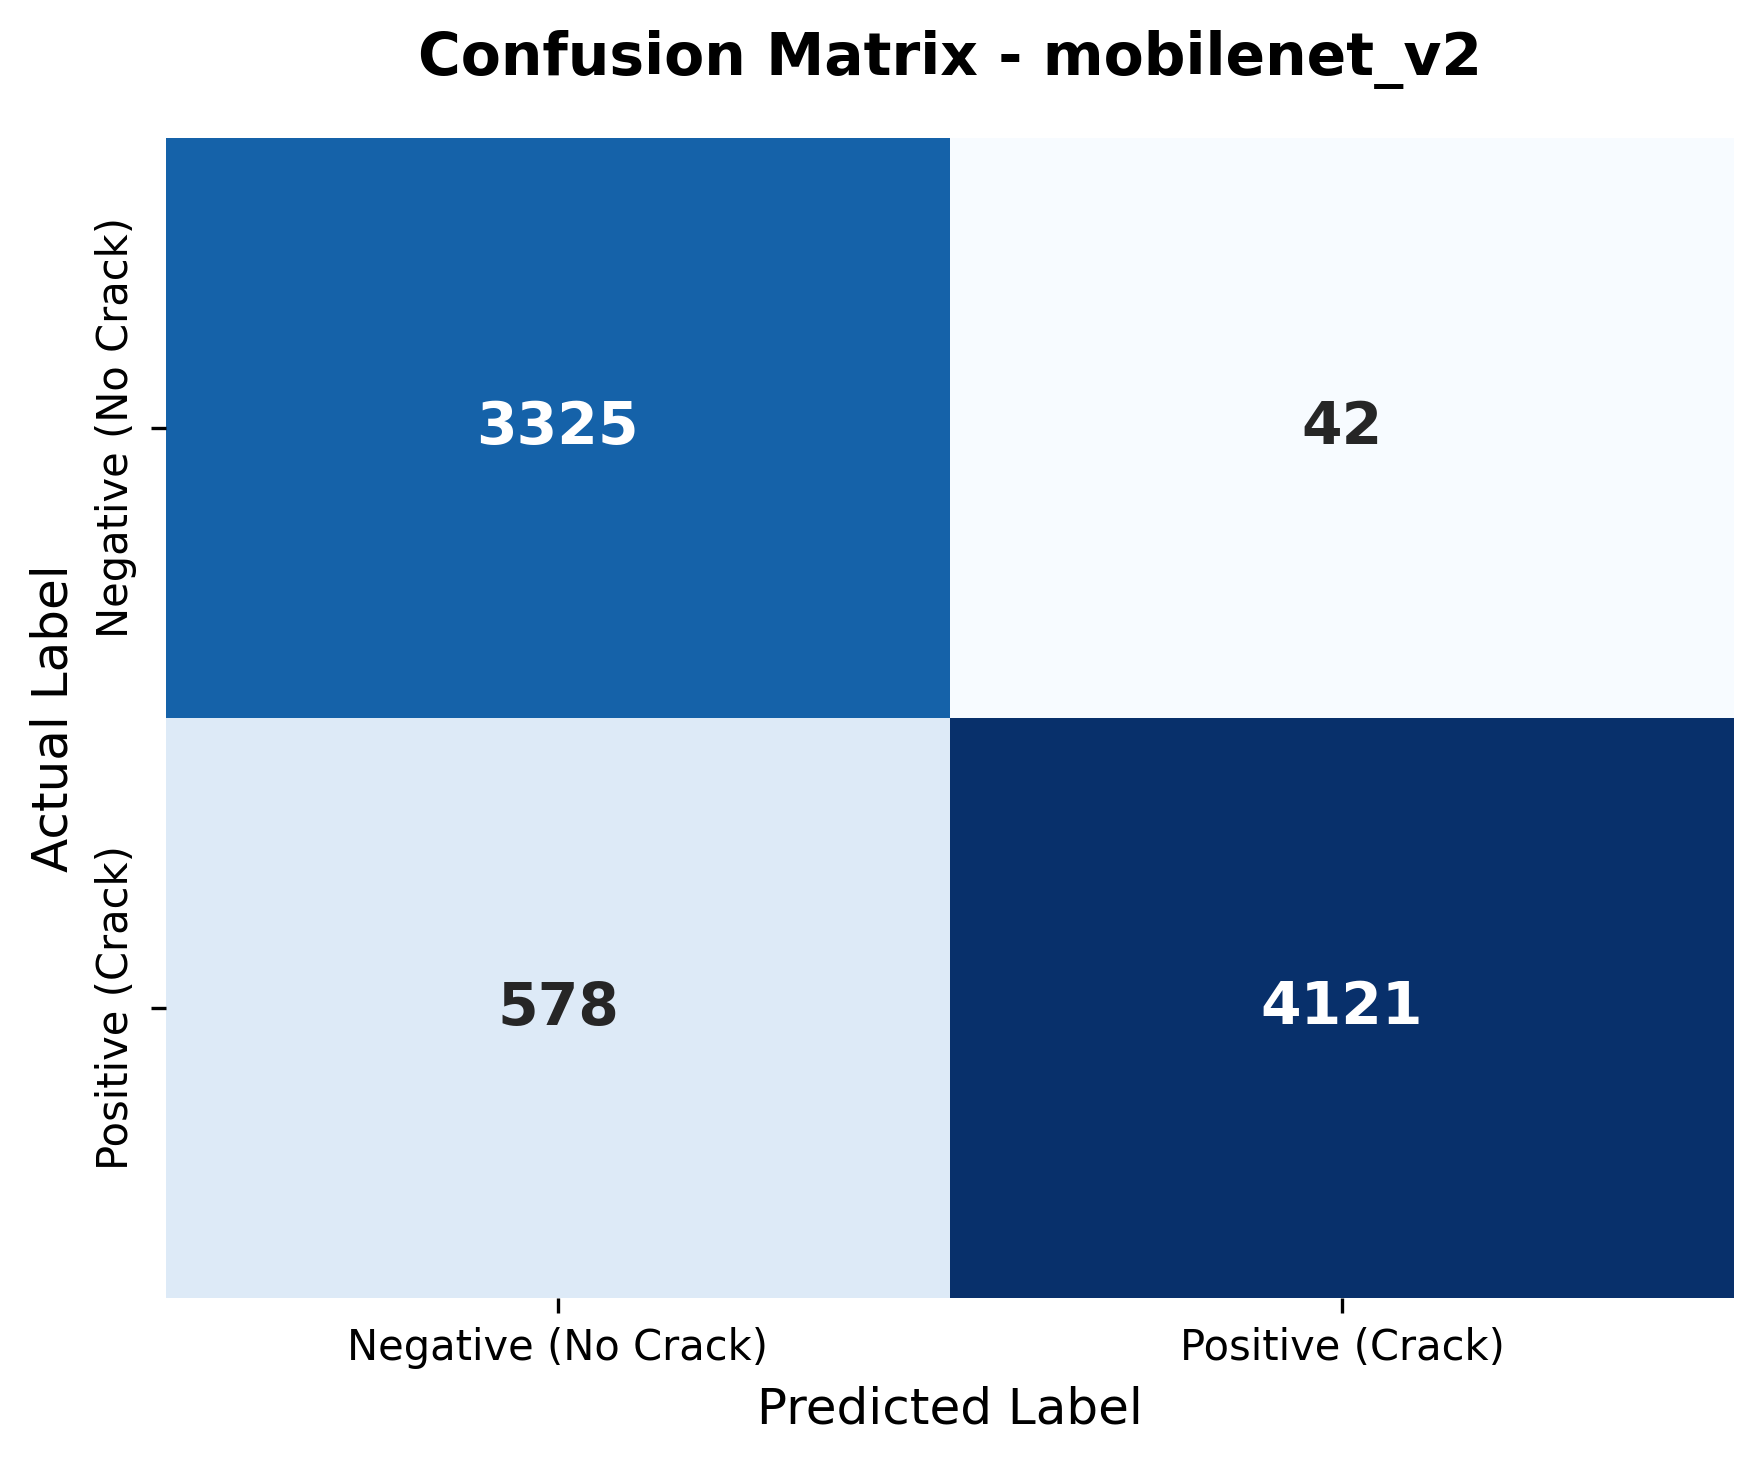 Confusion Matrix - mobilenet_v2
Actual Label
Negative (No Crack)
3325
42
Positive (Crack)
578
4121
Negative (No Crack)
Positive (Crack)
Predicted Label